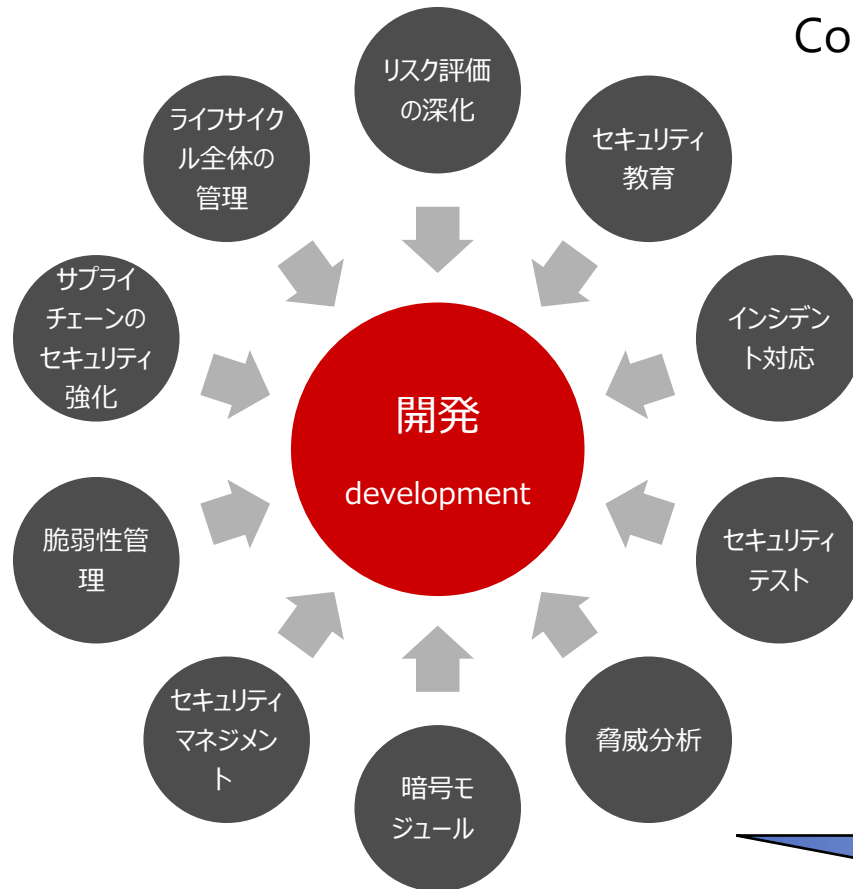 Co
リスク評価
の深化
セキュリティ
教育
インシデン
ト対応
セキュリティ
テスト
脅威分析
暗号モ
ジュール
セキュリティ
マネジメン
ト
脆弱性管
理
サプライ
チェーンの
セキュリティ
強化
ライフサイク
ル全体の
管理
開発
development